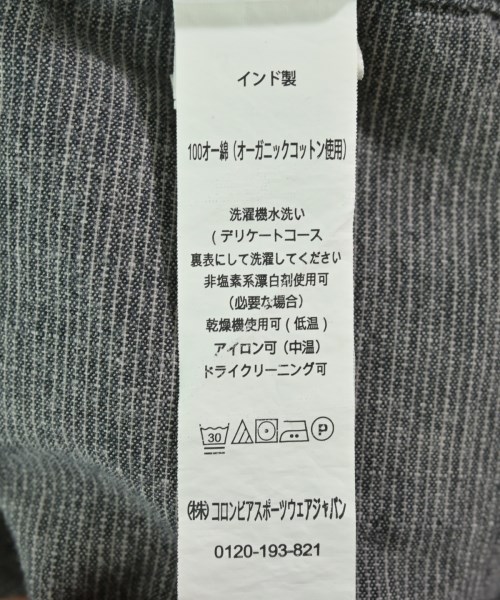 インド製
100オー綿（オーガニックコットン使用）
洗濯機水洗い
（デリケートコース
裏表にして洗濯してください
非塩素系漂白剤使用可
（必要な場合）
乾燥機使用可（低温）
アイロン可（中温）
ドライクリーニング可
30 P
㈱コロンビアスポーツウェアジャパン
0120-193-821